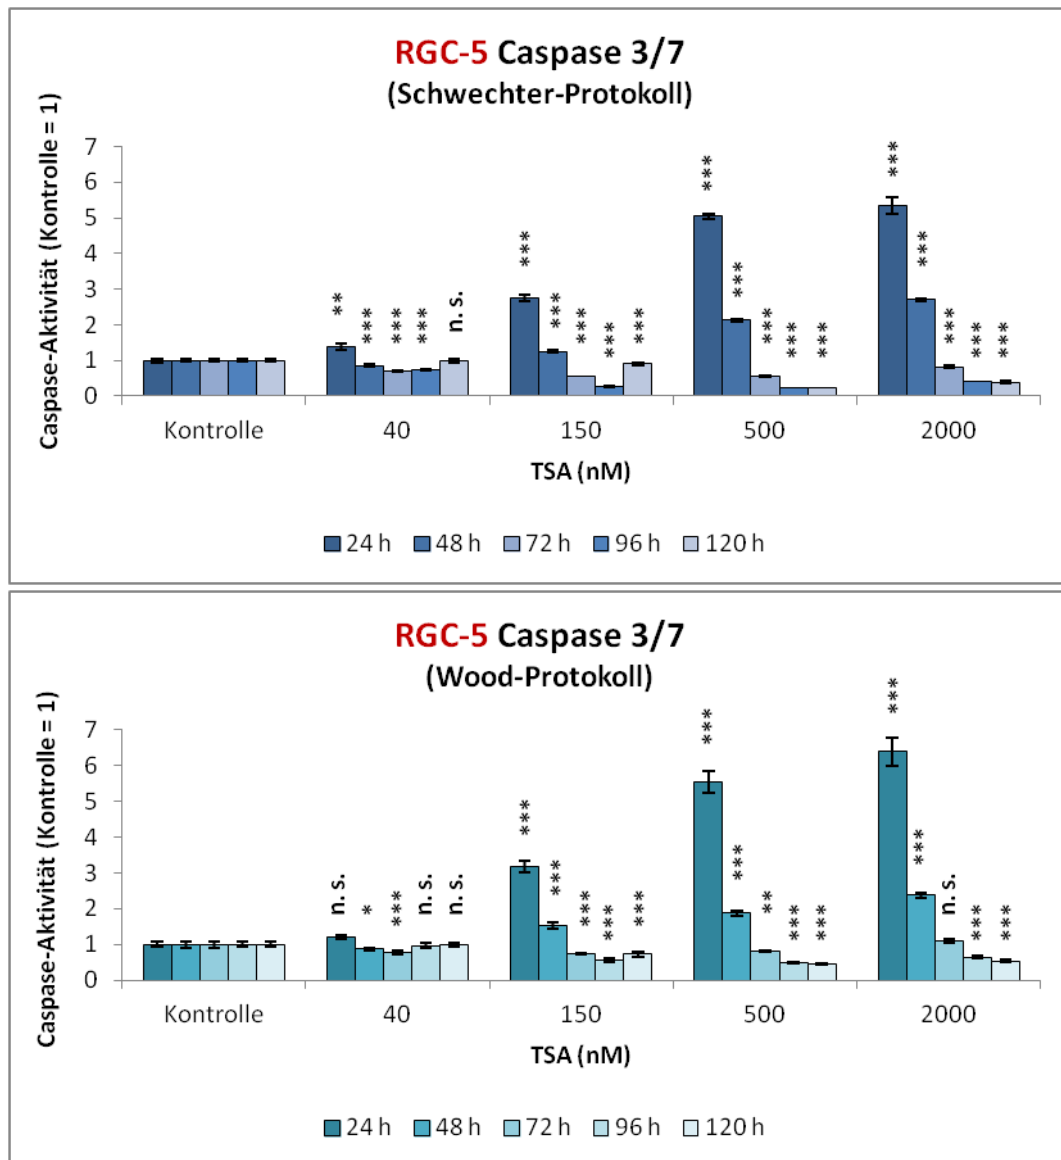 RGC-5 Caspase 3/7
(Schwechter-Protokoll)
Caspase-Aktivität (Kontrolle = 1)
7
6
5
4
3
2
1
0
** *** *** *** n. s.
*** *** *** *** ***
*** *** *** *** ***
*** *** *** *** ***
Kontrolle 40 150 500 2000
TSA (nM)
24 h 48 h 72 h 96 h 120 h
RGC-5 Caspase 3/7
(Wood-Protokoll)
Caspase-Aktivität (Kontrolle = 1)
7
6
5
4
3
2
1
0
n. s. * *** n. s. n. s.
*** *** *** *** ***
*** *** ** *** ***
*** *** n. s. *** ***
Kontrolle 40 150 500 2000
TSA (nM)
24 h 48 h 72 h 96 h 120 h